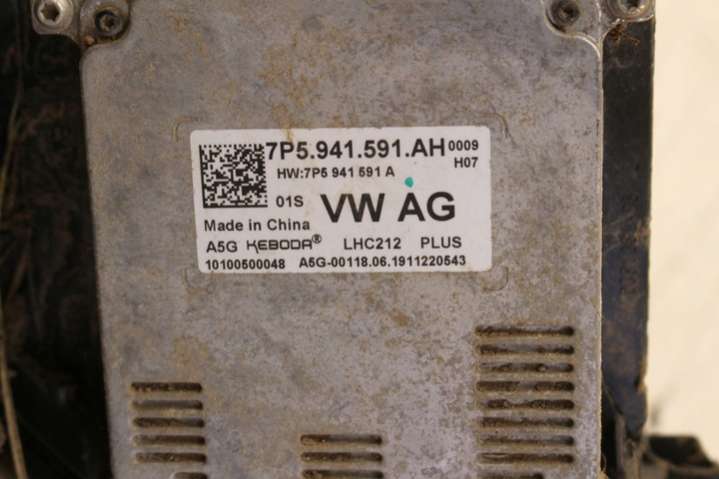 7P5.941.591.AH 0009
HW:7P5 941 591 A H07
01S VW AG
Made in China
A5G KEBODA® LHC212 PLUS
10100500048 A5G-00118.06.1911220543